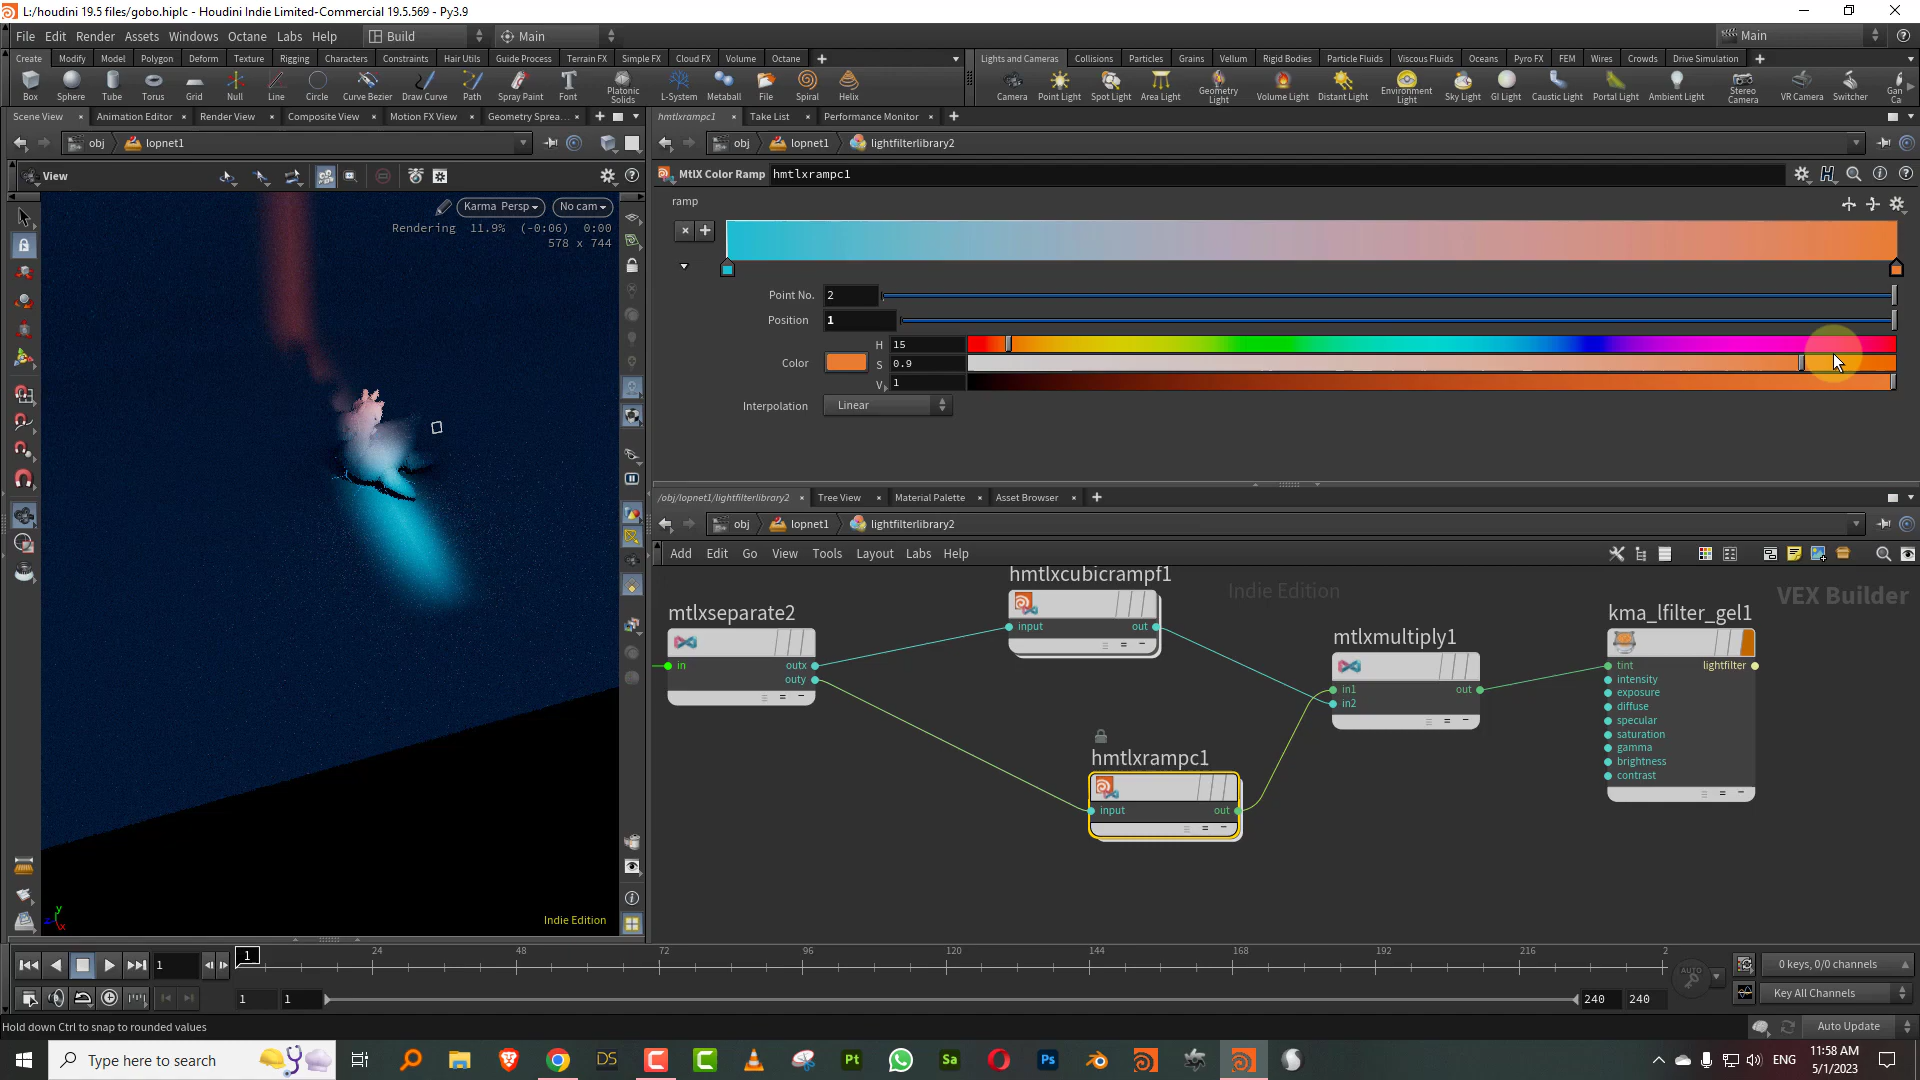 L:/houdini 19.5 files/gobo.hiplc - Houdini Indie Limited-Commercial 19.5.569 - Py3.9
File Edit Render Assets Windows Octane Labs Help Build Main Main
Create Modify Model Polygon Deform Texture Rigging Characters Constraints Hair Utils Guide Process Terrain FX Simple FX Cloud FX Volume Octane
Lights and Cameras Collisions Particles Grains Vellum Rigid Bodies Particle Fluids Viscous Fluids Oceans Pyro FX FEM Wires Crowds Drive Simulation
Box Sphere Tube Torus Grid Null Line Circle Curve Bezier Draw Curve Path Spray Paint Font Platonic Solids L-System Metaball File Spiral Helix
Camera Point Light Spot Light Area Light Geometry Light Volume Light Distant Light Environment Light Sky Light GI Light Caustic Light Portal Light Ambient Light Stereo Camera VR Camera Switcher Gan Ca
Scene View Animation Editor Render View Composite View Motion FX View Geometry Sprea...
hmtlxrampc1 Take List Performance Monitor
obj lopnet1
obj lopnet1 lightfilterlibrary2
View
MtlX Color Ramp hmtlxrampc1
Karma Persp No cam
Rendering 11.9% (-0:06) 0:00
578 x 744
ramp
Point No. 2
Position 1
Color H 15
S 0.9
V 1
Interpolation Linear
/obj/lopnet1/lightfilterlibrary2 Tree View Material Palette Asset Browser
obj lopnet1 lightfilterlibrary2
Add Edit Go View Tools Layout Labs Help
Indie Edition
VEX Builder
hmtlxcubicrampf1
input out
mtlxseparate2
in outx
outy
mtlxmultiply1
in1 out
in2
kma_lfilter_gel1
tint lightfilter
intensity
exposure
diffuse
specular
saturation
gamma
brightness
contrast
hmtlxrampc1
input out
y
z x
Indie Edition
1 24 48 72 96 120 144 168 192 216 2
1
AUTO
0 keys, 0/0 channels
1 1 240 240
Key All Channels
Hold down Ctrl to snap to rounded values
Auto Update
Type here to search
DS Pt Sa Ps
ENG
11:58 AM
5/1/2023